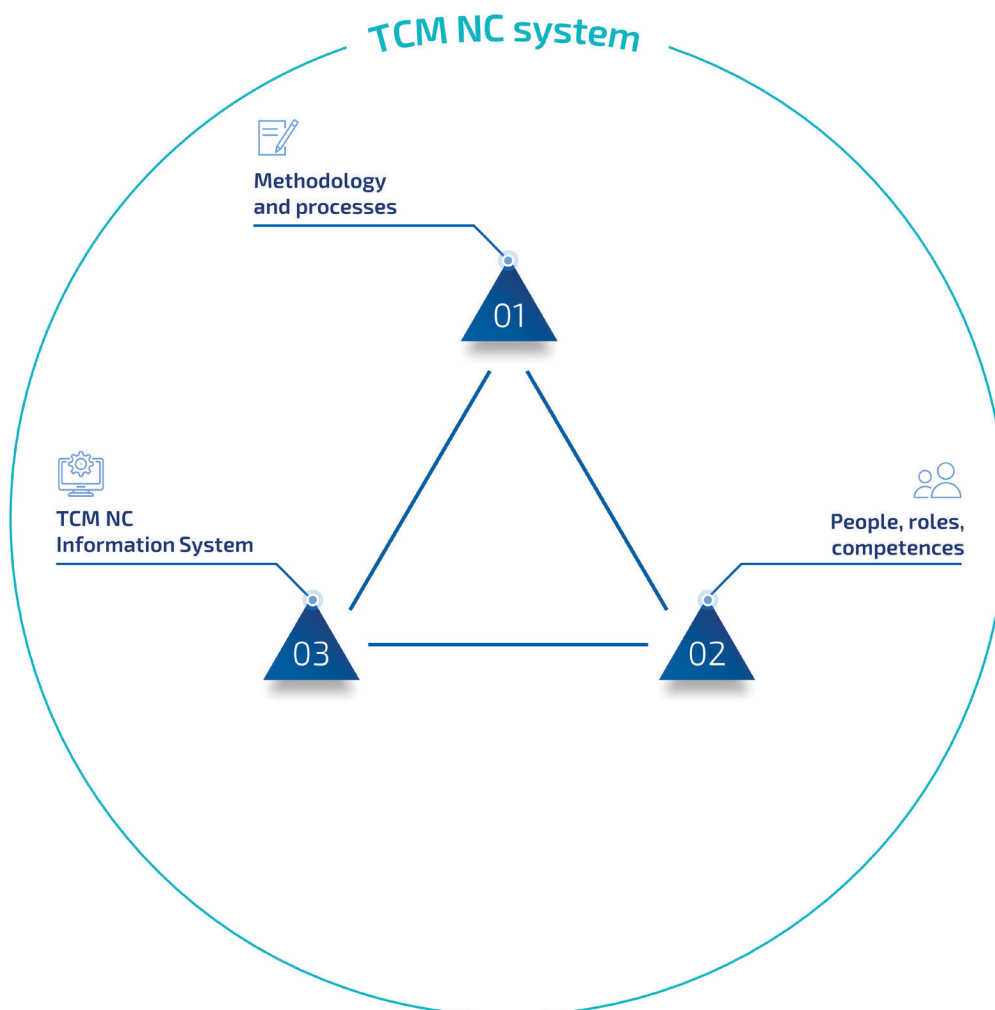 TCM NC system
Methodology
and processes
01
TCM NC
Information System
People, roles,
competences
03
02